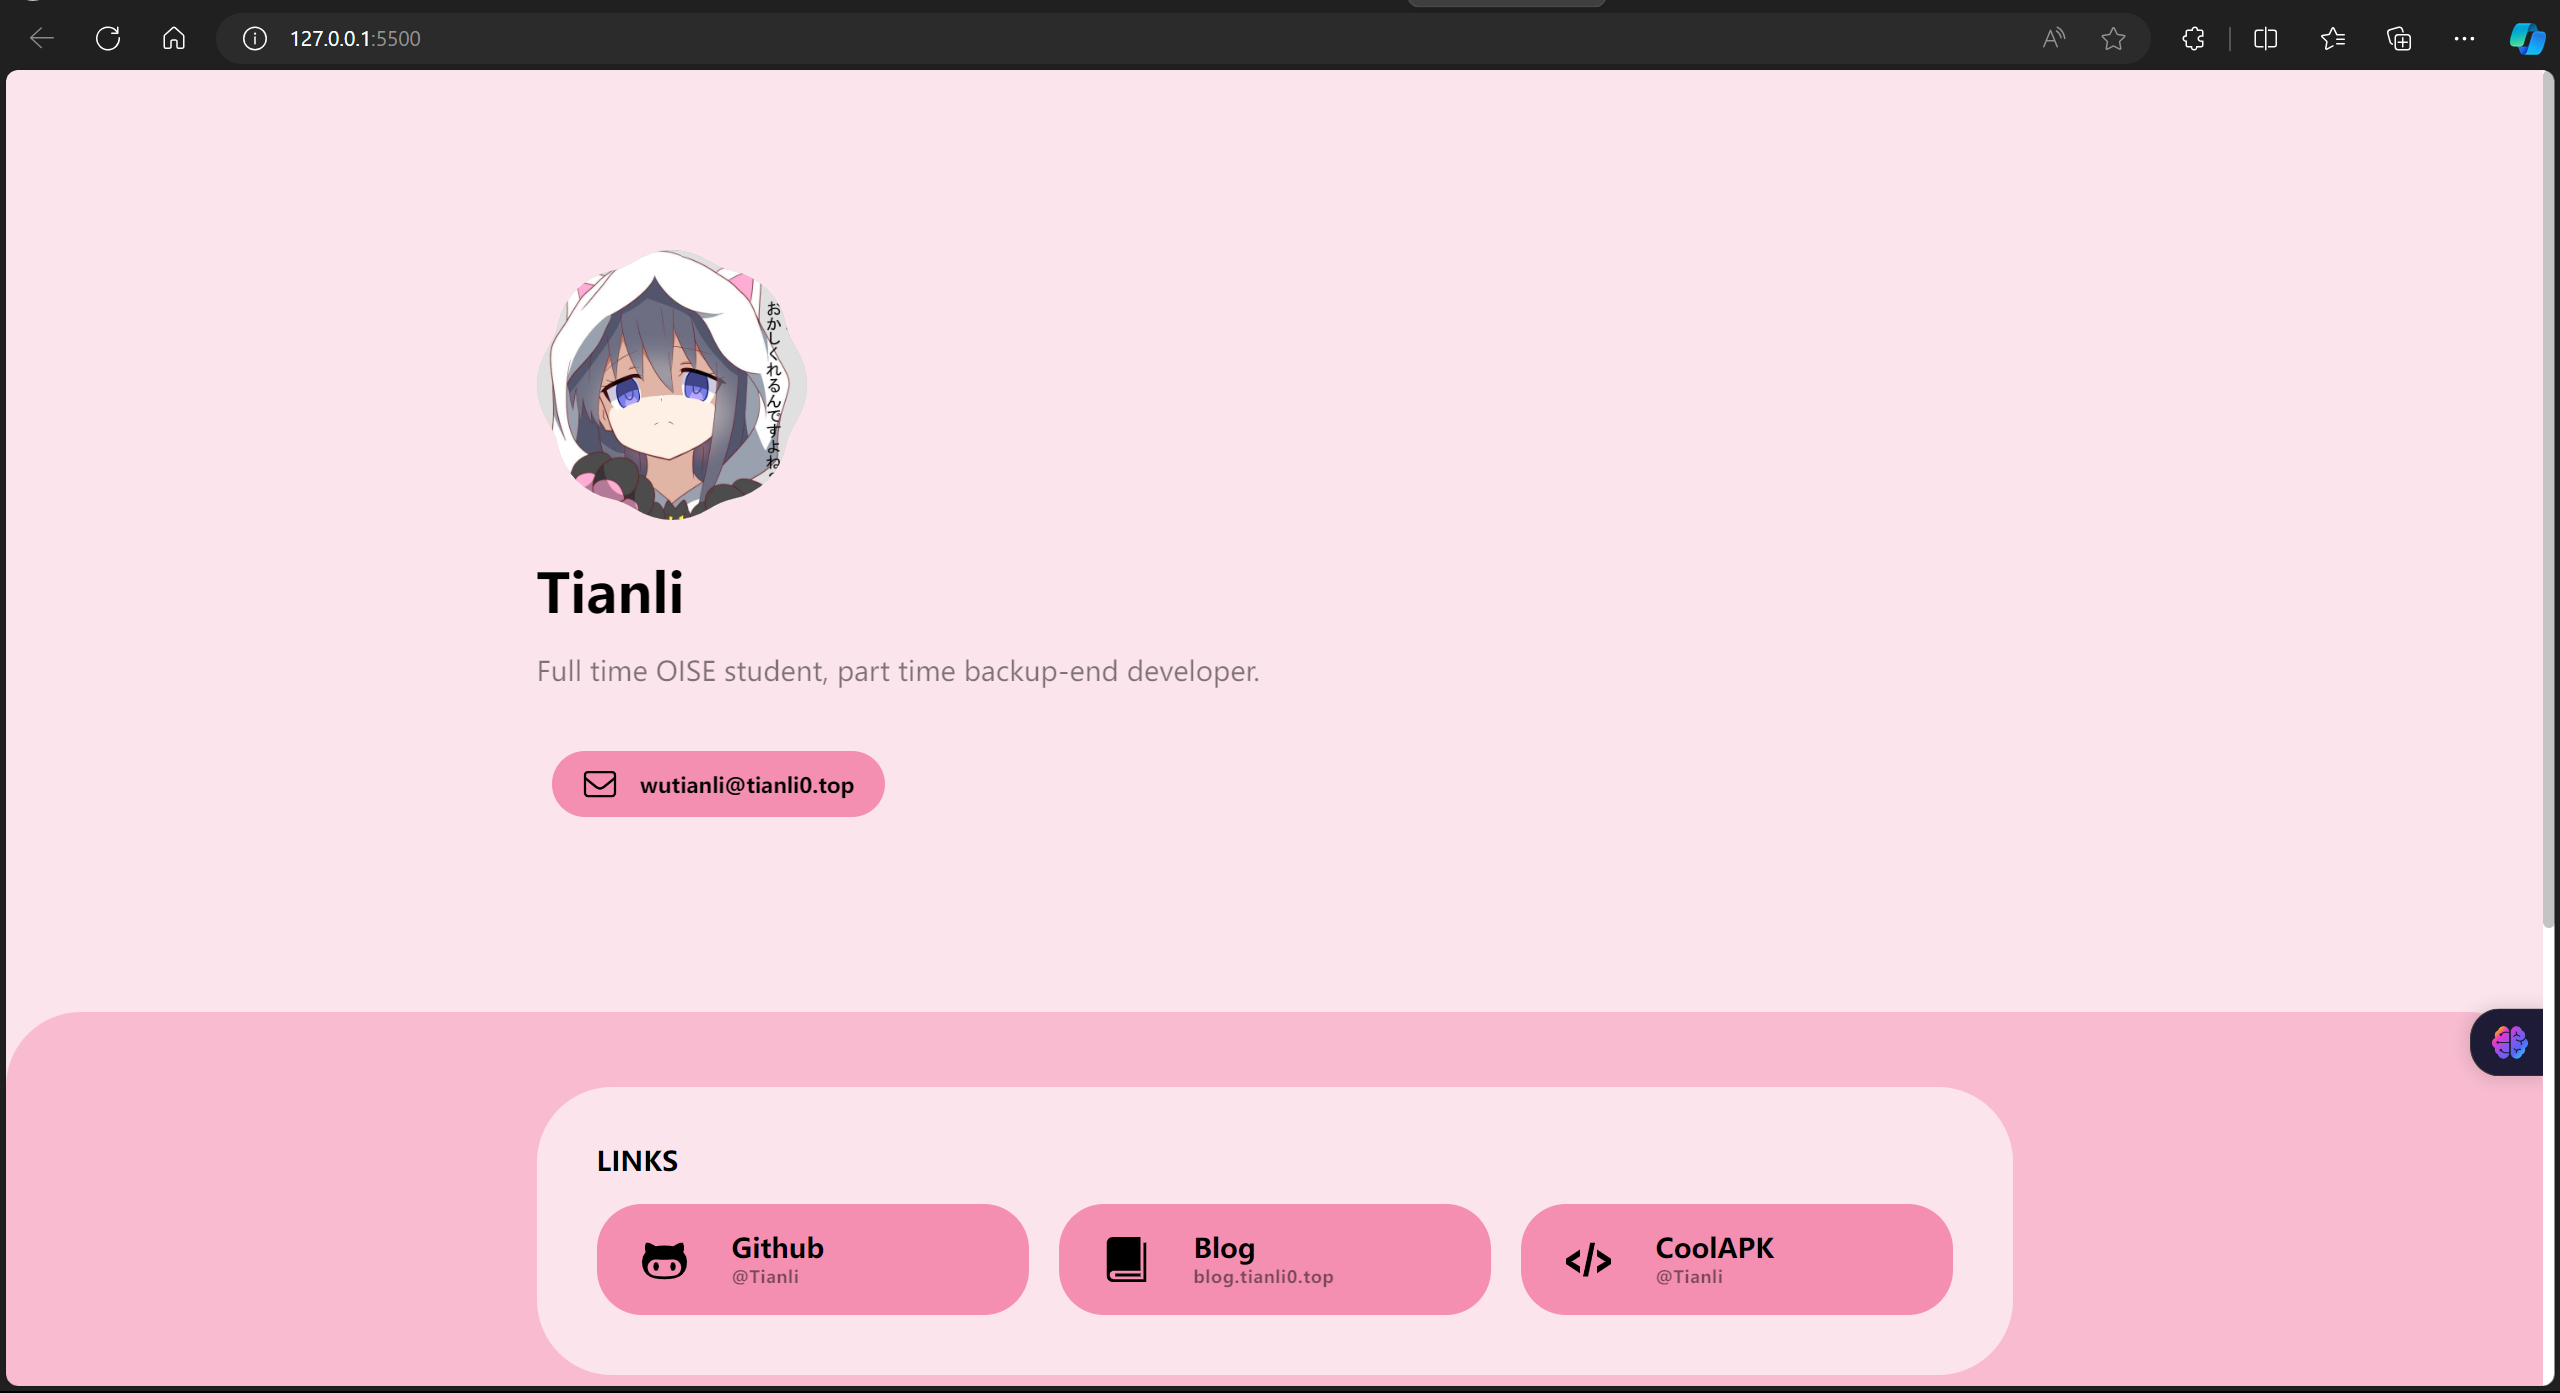 127.0.0.1:5500
おかしくれるんですよね
Tianli
Full time OISE student, part time backup-end developer.
wutianli@tianli0.top
LINKS
Github
@Tianli
Blog
blog.tianli0.top
CoolAPK
@Tianli